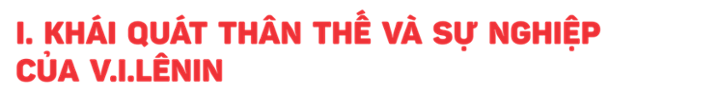 I. KHÁI QUÁT THÂN THẾ VÀ SỰ NGHIỆP
CỦA V.I.LÊNIN